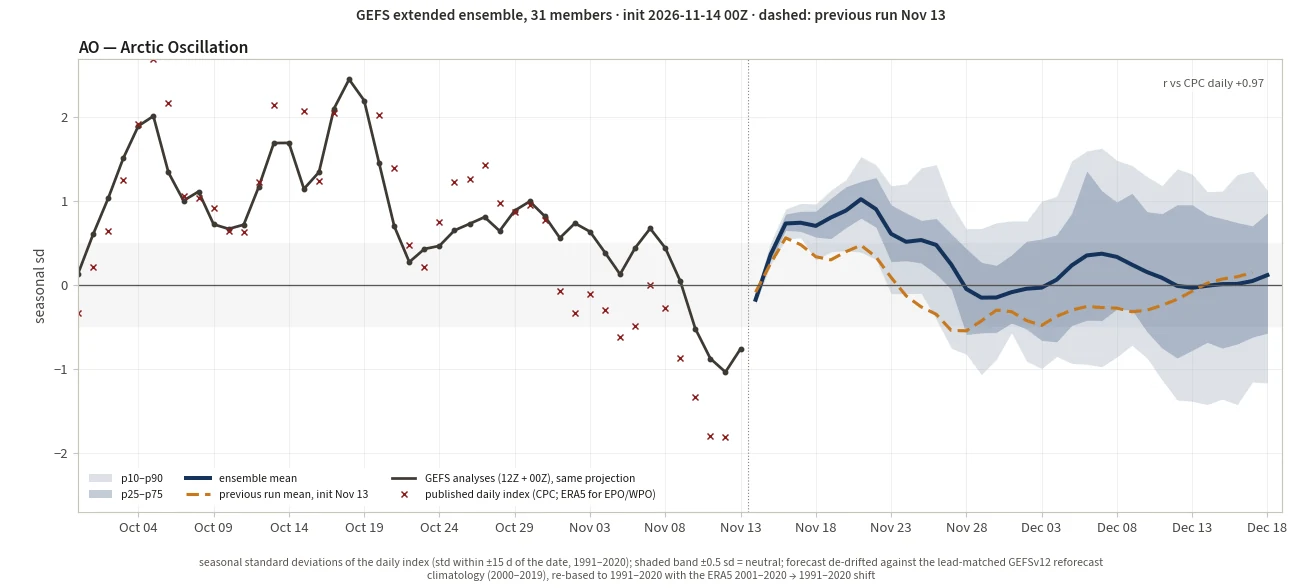 GEFS extended ensemble, 31 members · init 2026-11-14 00Z · dashed: previous run Nov 13
AO — Arctic Oscillation
r vs CPC daily +0.97
seasonal sd
2
1
0
−1
−2
p10–p90
ensemble mean
GEFS analyses (12Z + 00Z), same projection
p25–p75
previous run mean, init Nov 13
published daily index (CPC; ERA5 for EPO/WPO)
Oct 04 Oct 09 Oct 14 Oct 19 Oct 24 Oct 29 Nov 03 Nov 08 Nov 13 Nov 18 Nov 23 Nov 28 Dec 03 Dec 08 Dec 13 Dec 18
seasonal standard deviations of the daily index (std within ±15 d of the date, 1991–2020); shaded band ±0.5 sd = neutral; forecast de-drifted against the lead-matched GEFSv12 reforecast
climatology (2000–2019), re-based to 1991–2020 with the ERA5 2001–2020 → 1991–2020 shift